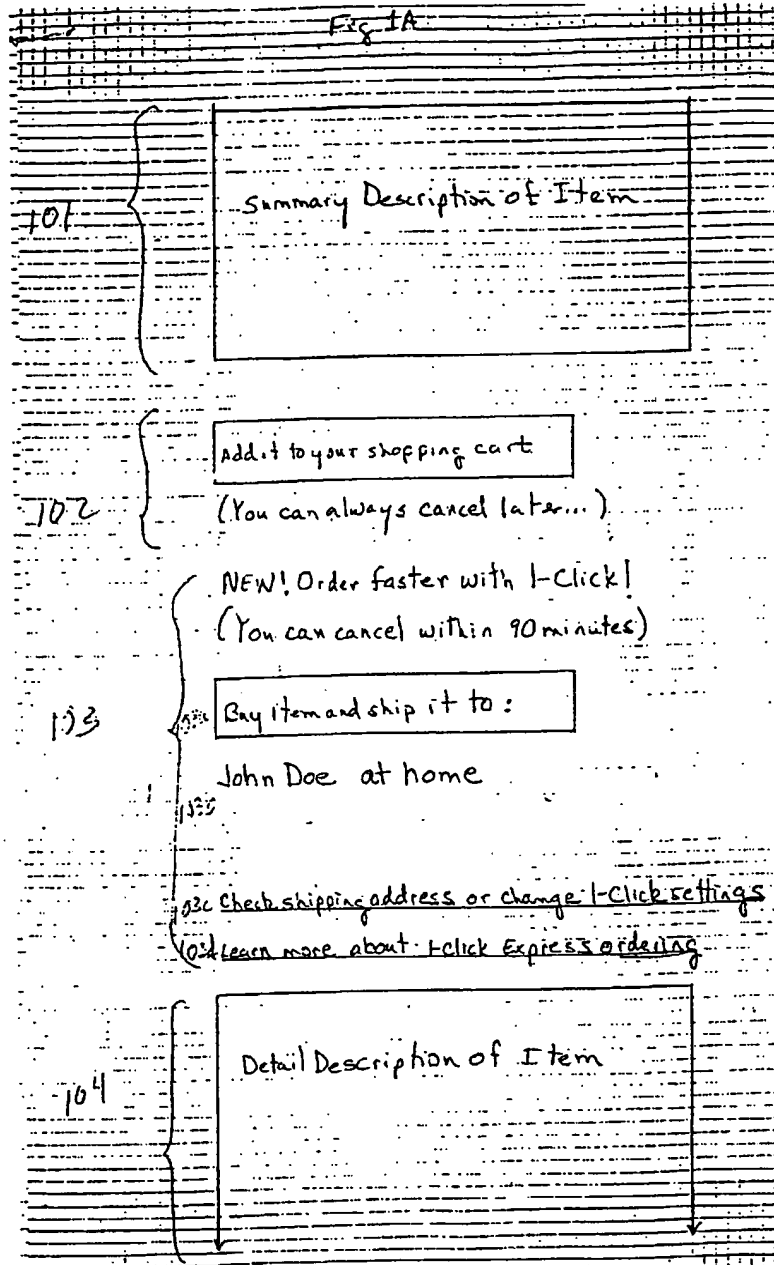 Fig 1A
101
Summary Description of Item
102
Add it to your shopping cart
(You can always cancel later...)
103
NEW! Order faster with 1-Click!
(You can cancel within 90 minutes)
Buy item and ship it to:
John Doe at home
103c Check shipping address or change 1-Click settings
103d Learn more about 1-Click Express ordering
104
Detail Description of Item